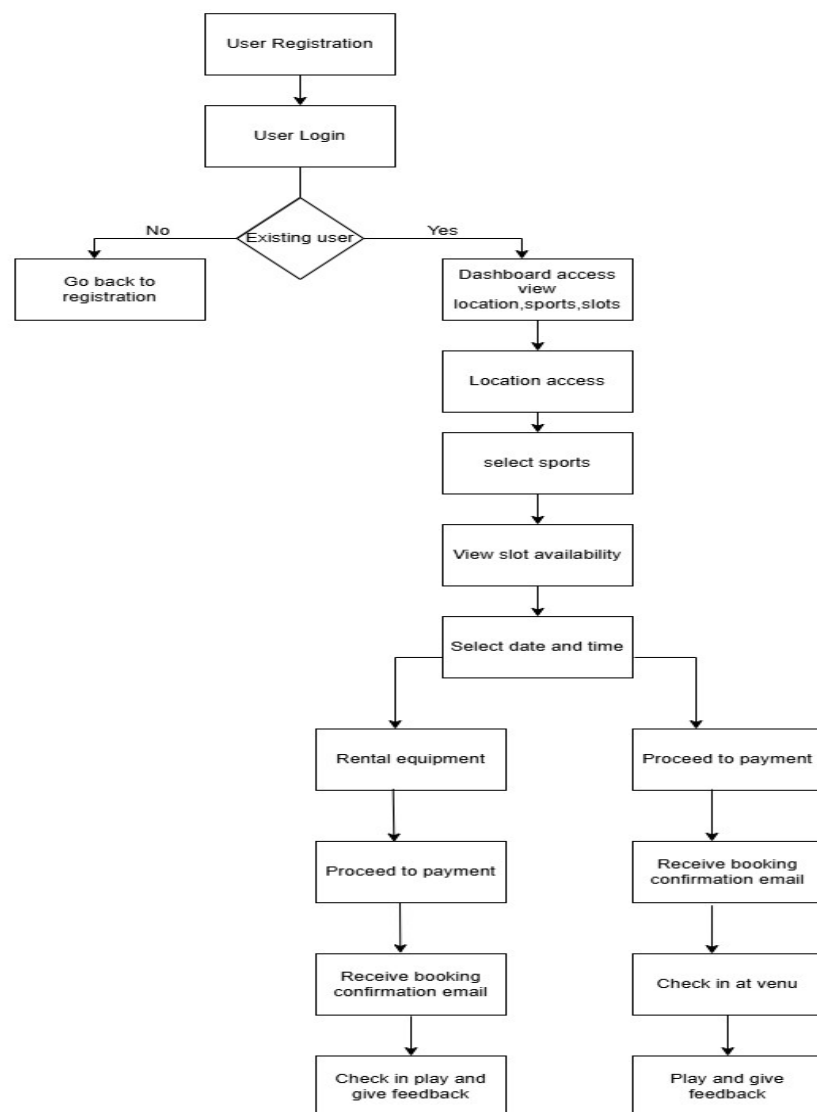 User Registration
User Login
No
Existing user
Yes
Go back to
registration
Dashboard access
view
location,sports,slots
Location access
select sports
View slot availability
Select date and time
Rental equipment
Proceed to payment
Proceed to payment
Receive booking
confirmation email
Receive booking
confirmation email
Check in at venu
Check in play and
give feedback
Play and give
feedback